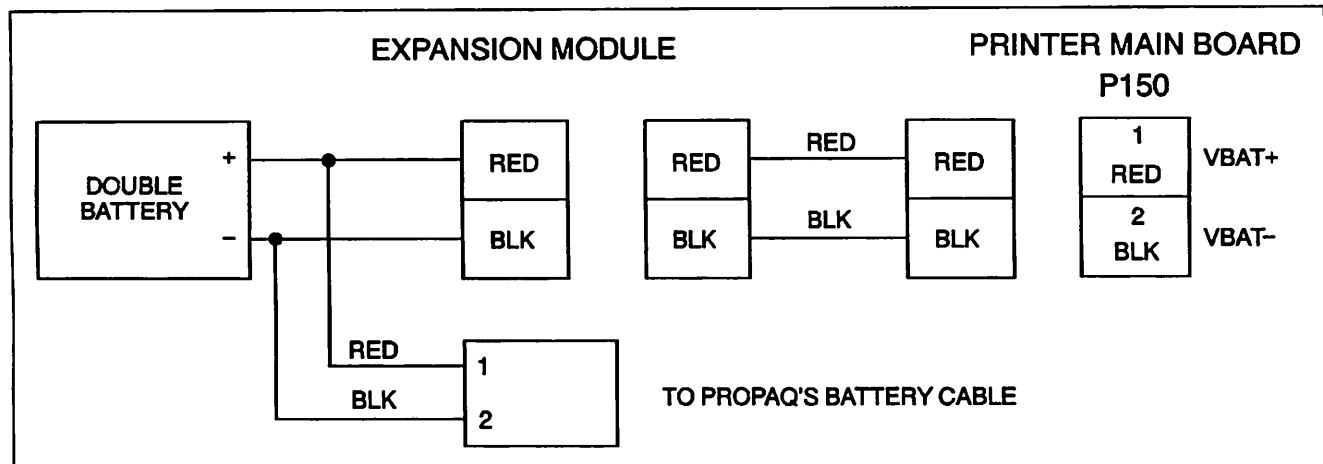 EXPANSION MODULE
PRINTER MAIN BOARD
P150
DOUBLE
BATTERY
+
−
RED
BLK
RED
BLK
RED
BLK
RED
BLK
1
RED
2
BLK
VBAT+
VBAT−
RED
BLK
1
2
TO PROPAQ'S BATTERY CABLE